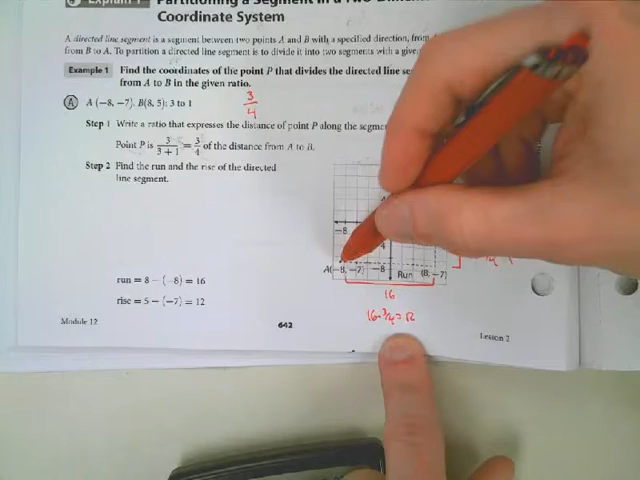 Explain 1 Partitioning a Segment in a Two-Dimen
Coordinate System
A directed line segment is a segment between two points A and B with a specified direction, from
from B to A. To partition a directed line segment is to divide it into two segments with a give
Example 1 Find the coordinates of the point P that divides the directed line se
from A to B in the given ratio.
A A (−8, −7), B(8, 5); 3 to 1
3/4
Step 1 Write a ratio that expresses the distance of point P along the segme
Point P is 3/(3 + 1) = 3/4 of the distance from A to B.
Step 2 Find the run and the rise of the directed
line segment.
−8
4
A(−8, −7) −8 Run (8, −7)
16
run = 8 − (−8) = 16
rise = 5 − (−7) = 12
16·3/4 = 12
Module 12
642
Lesson 2